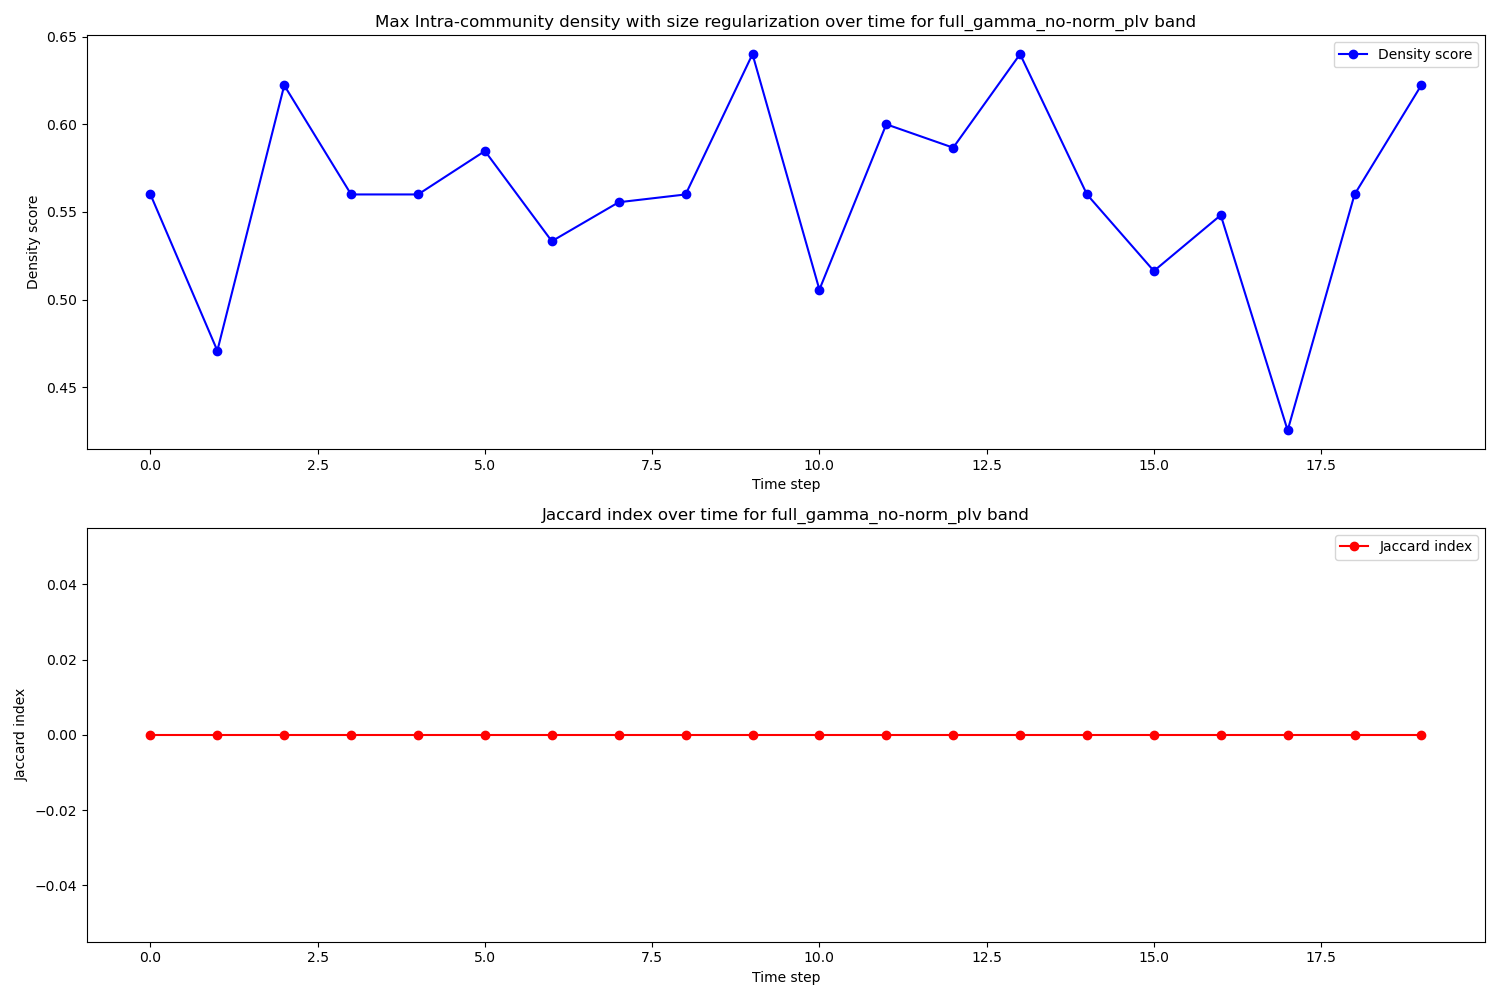 Max Intra-community density with size regularization over time for full_gamma_no-norm_plv band
Density score
0.65
0.60
0.55
0.50
0.45
Density score
0.0 2.5 5.0 7.5 10.0 12.5 15.0 17.5
Time step
Jaccard index over time for full_gamma_no-norm_plv band
Jaccard index
0.04
0.02
0.00
−0.02
−0.04
Jaccard index
0.0 2.5 5.0 7.5 10.0 12.5 15.0 17.5
Time step